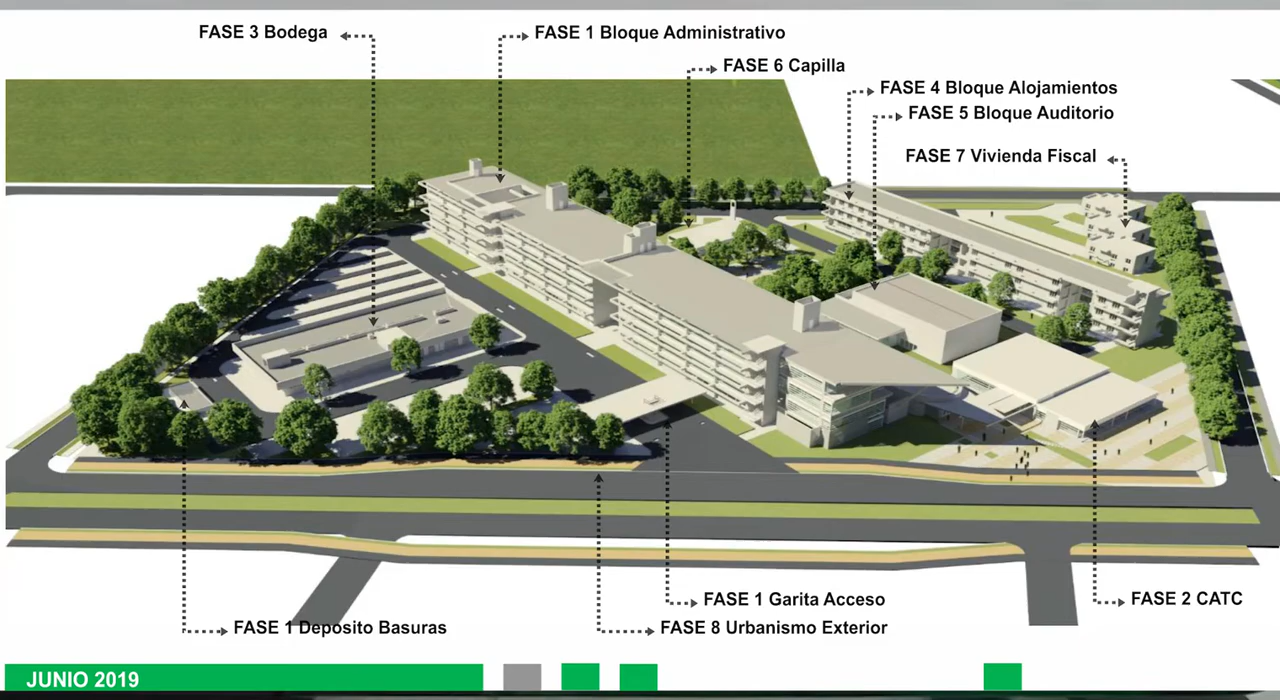 FASE 3 Bodega
FASE 1 Bloque Administrativo
FASE 6 Capilla
FASE 4 Bloque Alojamientos
FASE 5 Bloque Auditorio
FASE 7 Vivienda Fiscal
FASE 1 Garita Acceso
FASE 2 CATC
FASE 1 Deposito Basuras
FASE 8 Urbanismo Exterior
JUNIO 2019